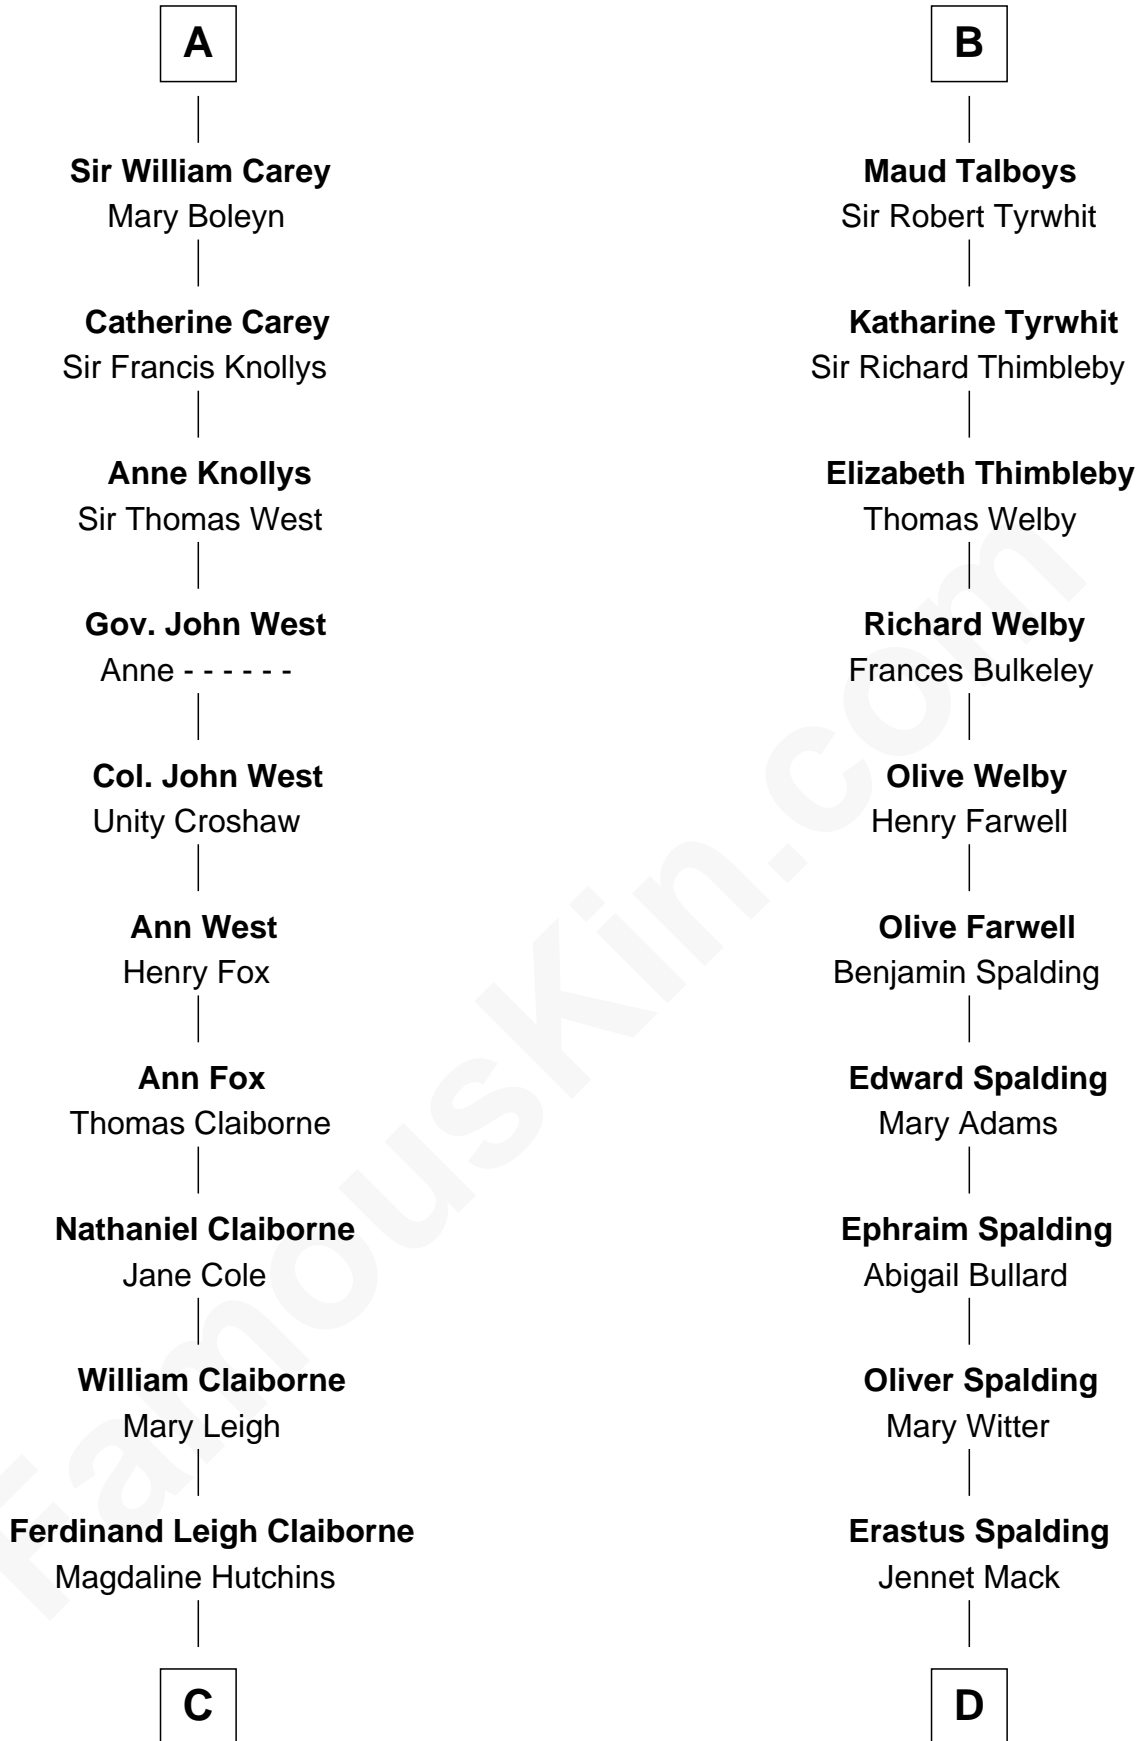 A
Sir William Carey
Mary Boleyn
Catherine Carey
Sir Francis Knollys
Anne Knollys
Sir Thomas West
Gov. John West
Anne - - - - - -
Col. John West
Unity Croshaw
Ann West
Henry Fox
Ann Fox
Thomas Claiborne
Nathaniel Claiborne
Jane Cole
William Claiborne
Mary Leigh
Ferdinand Leigh Claiborne
Magdaline Hutchins
C
B
Maud Talboys
Sir Robert Tyrwhit
Katharine Tyrwhit
Sir Richard Thimbleby
Elizabeth Thimbleby
Thomas Welby
Richard Welby
Frances Bulkeley
Olive Welby
Henry Farwell
Olive Farwell
Benjamin Spalding
Edward Spalding
Mary Adams
Ephraim Spalding
Abigail Bullard
Oliver Spalding
Mary Witter
Erastus Spalding
Jennet Mack
D
FamousKin.com